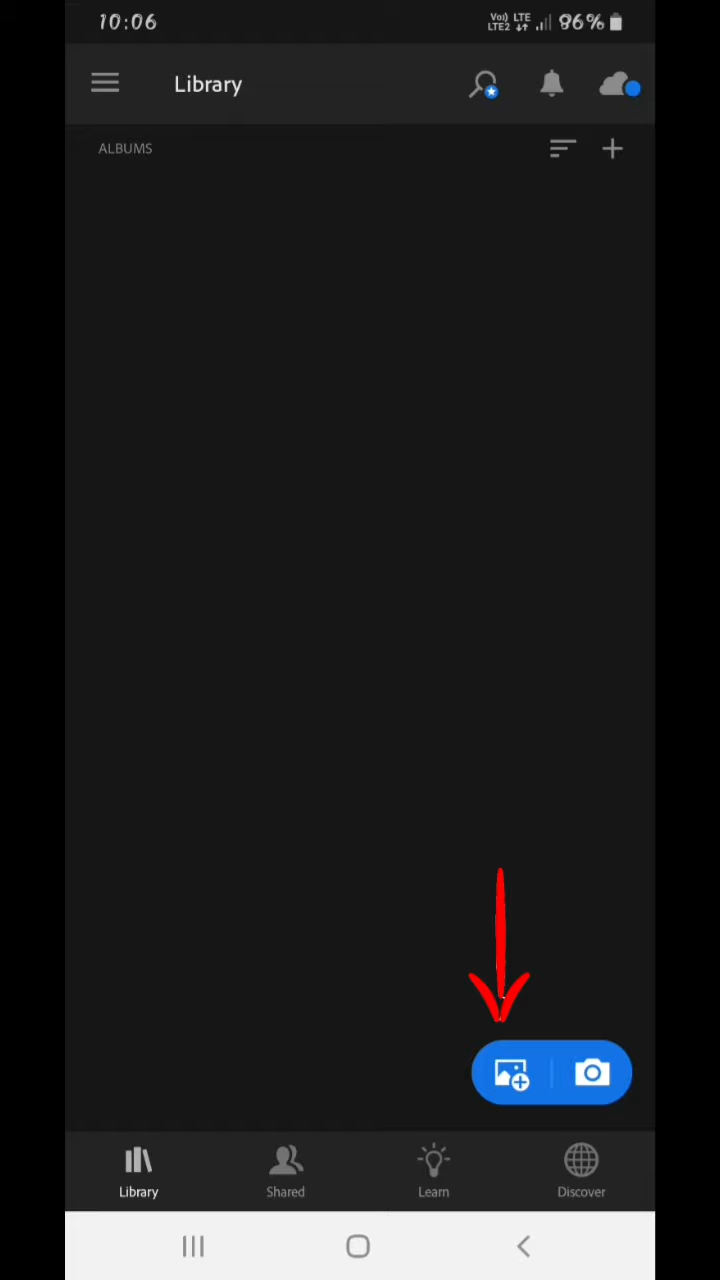 10:06
Vo) LTE 96%
LTE2
Library
ALBUMS
Library Shared Learn Discover